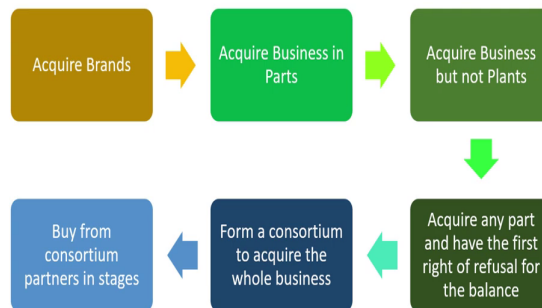 Acquire Brands
Acquire Business in
Parts
Acquire Business
but not Plants
Acquire any part
and have the first
right of refusal for
the balance
Form a consortium
to acquire the
whole business
Buy from
consortium
partners in stages